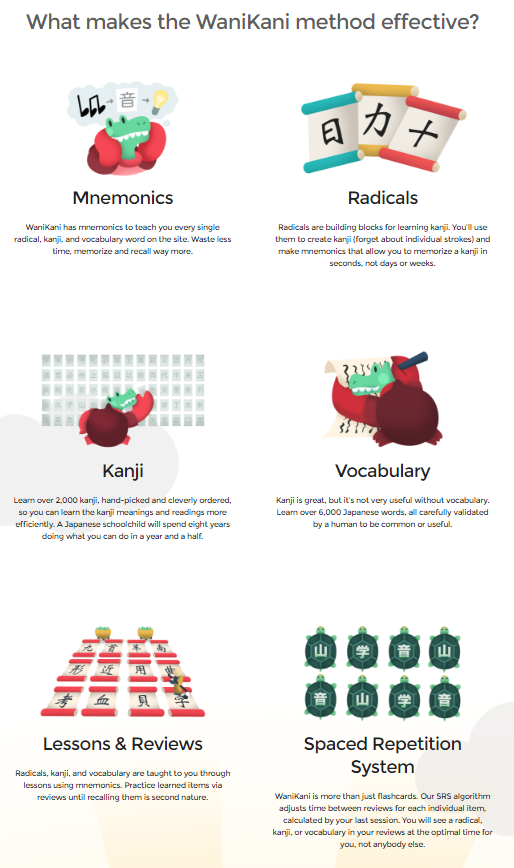 What makes the WaniKani method effective?
音
日 力 十
Mnemonics
Radicals
WaniKani has mnemonics to teach you every single
radical, kanji, and vocabulary word on the site. Waste less
time, memorize and recall way more.
Radicals are building blocks for learning kanji. You'll use
them to create kanji (forget about individual strokes) and
make mnemonics that allow you to memorize a kanji in
seconds, not days or weeks.
Kanji
Vocabulary
Learn over 2,000 kanji, hand-picked and cleverly ordered,
so you can learn the kanji meanings and readings more
efficiently. A Japanese schoolchild will spend eight years
doing what you can do in a year and a half.
Kanji is great, but it's not very useful without vocabulary.
Learn over 6,000 Japanese words, all carefully validated
by a human to be common or useful.
九 百 年 南
形 近 用
考 血 貝 学
山 学 音 山
音 山 学 音
Lessons & Reviews
Spaced Repetition
System
Radicals, kanji, and vocabulary are taught to you through
lessons using mnemonics. Practice learned items via
reviews until recalling them is second nature.
WaniKani is more than just flashcards. Our SRS algorithm
adjusts time between reviews for each individual item,
calculated by your last session. You will see a radical,
kanji, or vocabulary in your reviews at the optimal time for
you, not anybody else.